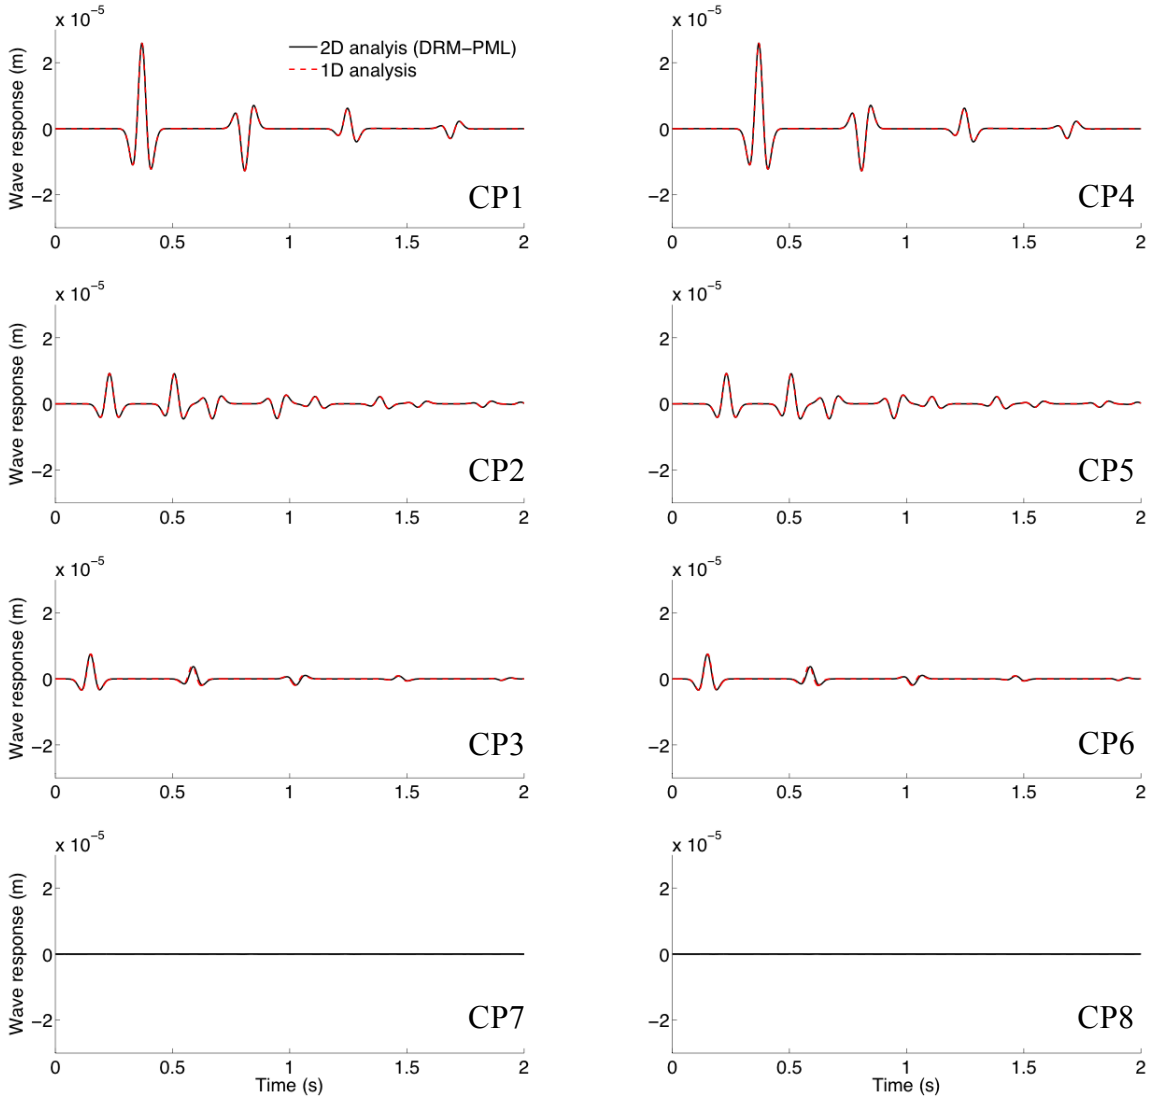 x 10⁻⁵
Wave response (m)
2
0
−2
2D analyis (DRM−PML)
1D analysis
CP1
0 0.5 1 1.5 2
x 10⁻⁵
2
0
−2
CP4
0 0.5 1 1.5 2
x 10⁻⁵
Wave response (m)
2
0
−2
CP2
0 0.5 1 1.5 2
x 10⁻⁵
2
0
−2
CP5
0 0.5 1 1.5 2
x 10⁻⁵
Wave response (m)
2
0
−2
CP3
0 0.5 1 1.5 2
x 10⁻⁵
2
0
−2
CP6
0 0.5 1 1.5 2
x 10⁻⁵
Wave response (m)
2
0
−2
CP7
0 0.5 1 1.5 2
Time (s)
x 10⁻⁵
2
0
−2
CP8
0 0.5 1 1.5 2
Time (s)